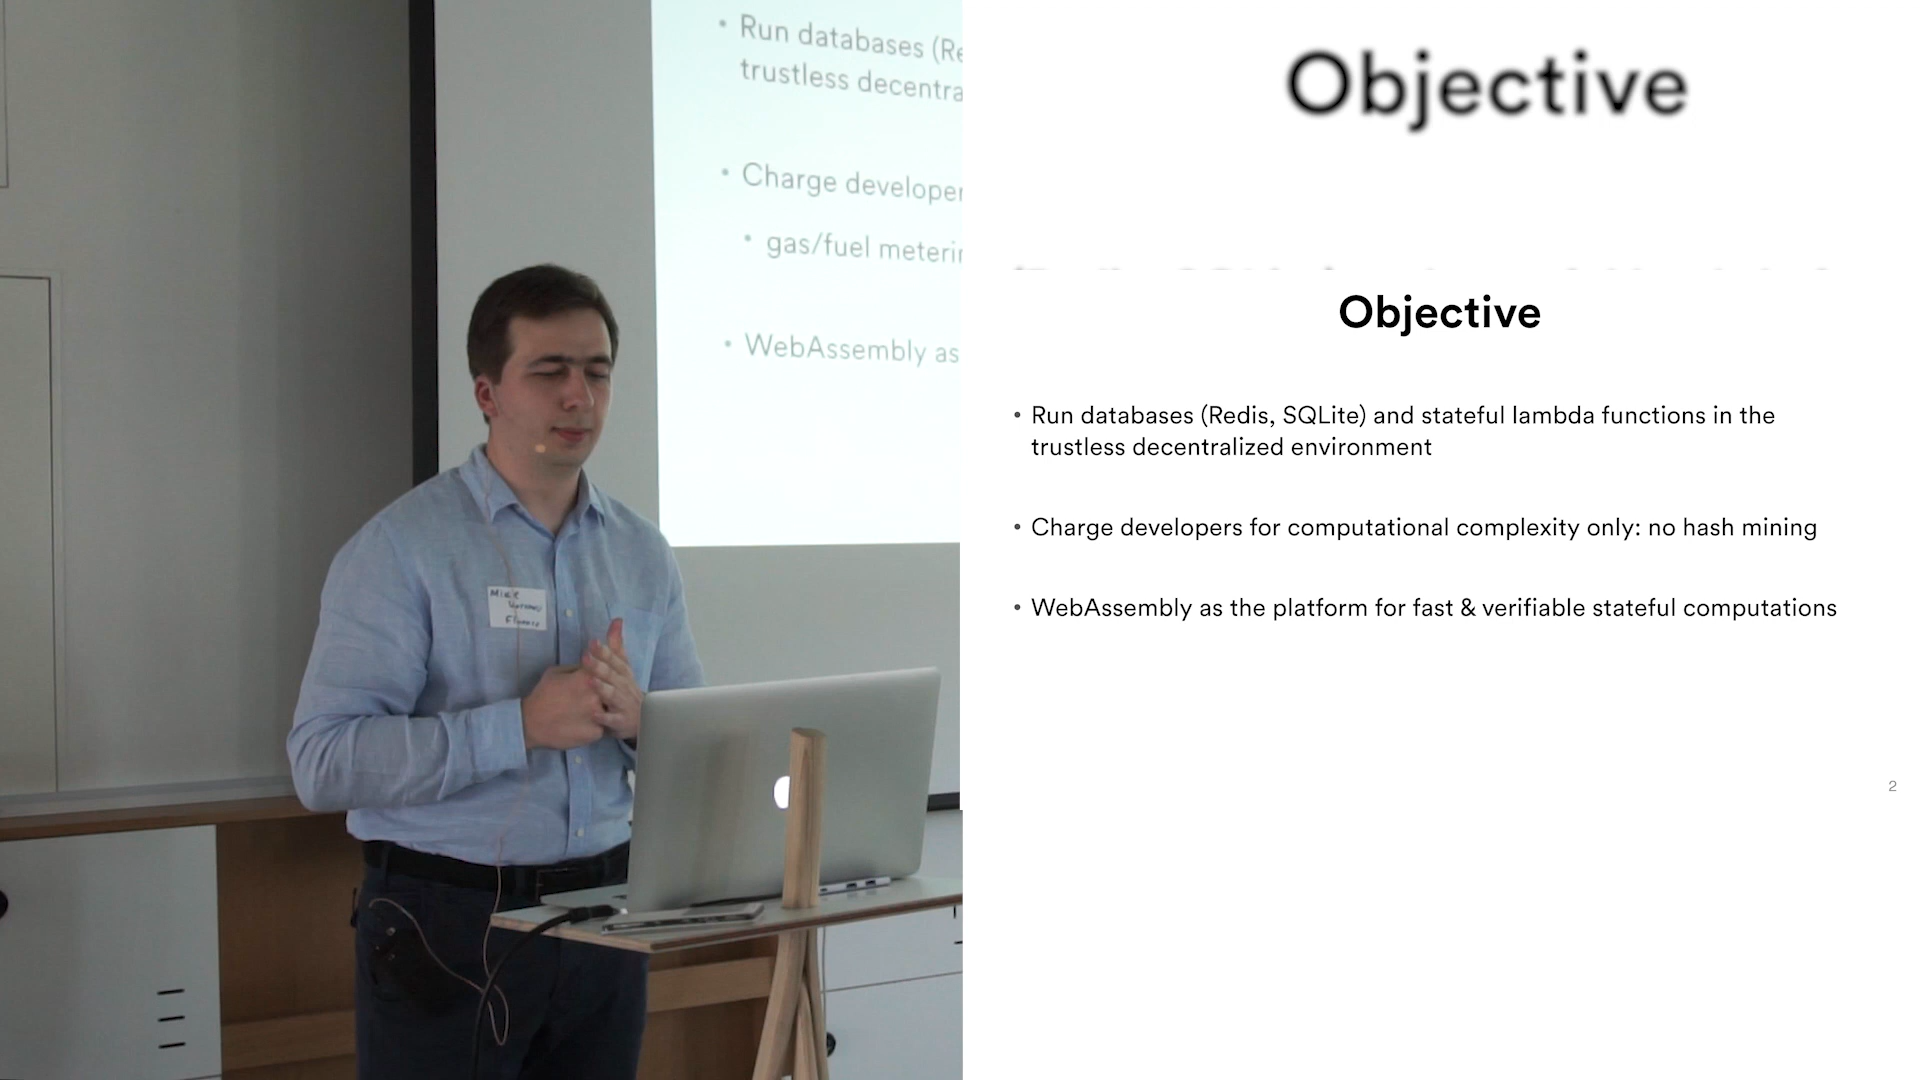 • Run databases (Re
trustless decentra
• Charge developer
• gas/fuel meterin
• WebAssembly as
Mike
Objective
Objective
• Run databases (Redis, SQLite) and stateful lambda functions in the
trustless decentralized environment
• Charge developers for computational complexity only: no hash mining
• WebAssembly as the platform for fast & verifiable stateful computations
2